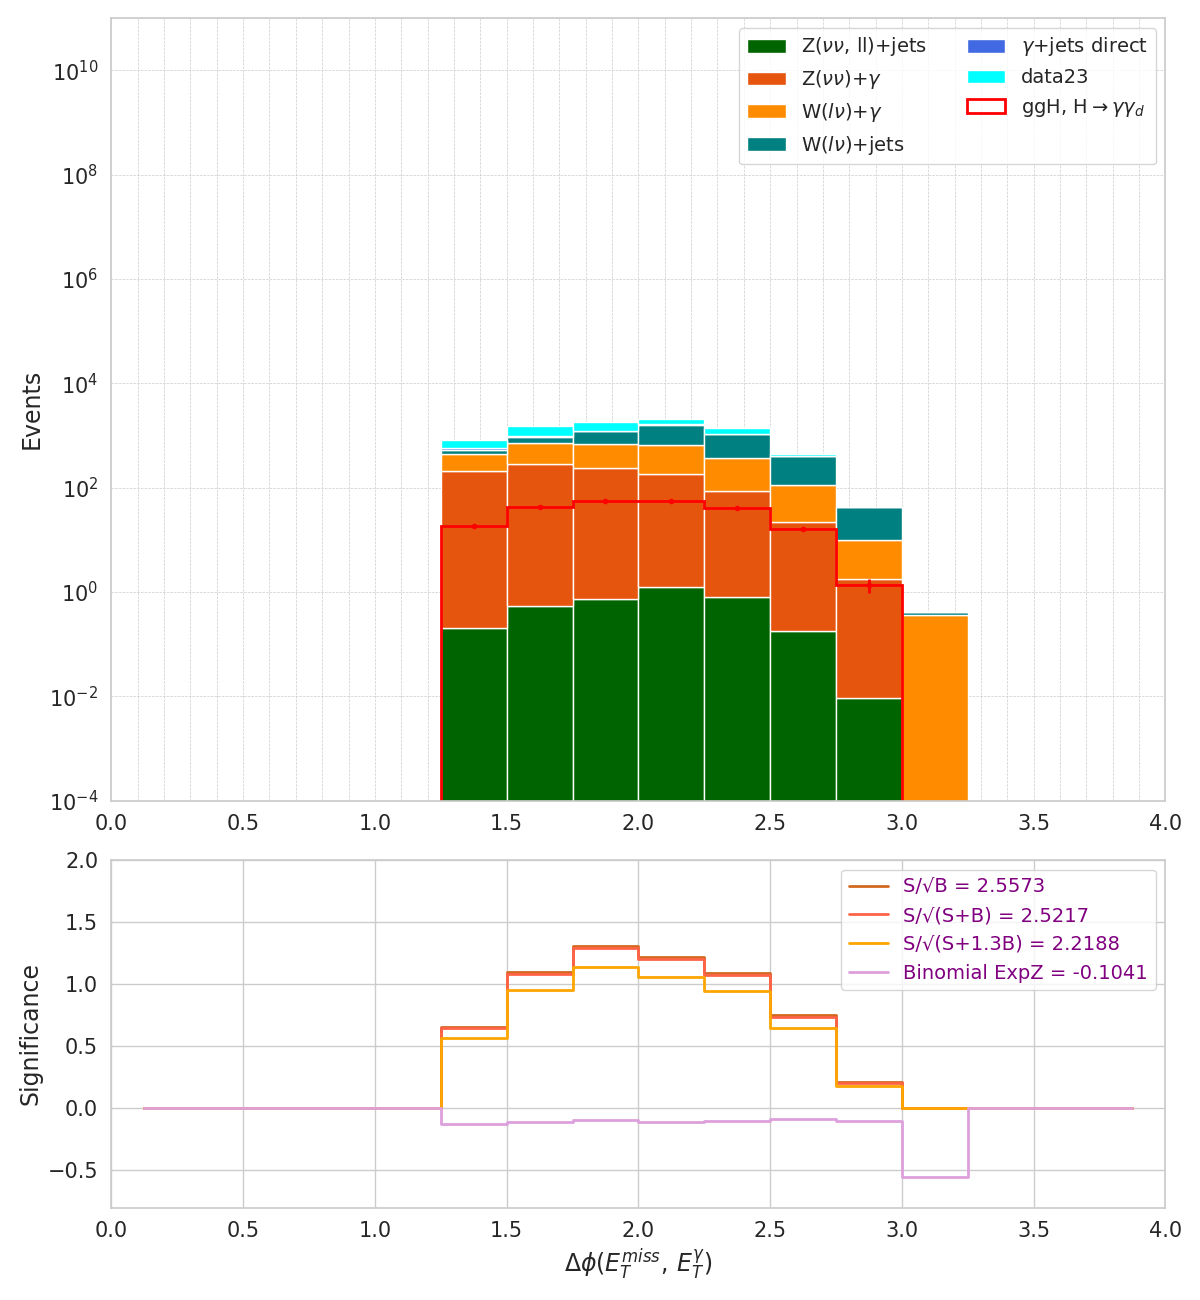 Z(νν, ll)+jets
Z(νν)+γ
W(lν)+γ
W(lν)+jets
γ+jets direct
data23
ggH, H→γγ_d
Events
10^10
10^8
10^6
10^4
10^2
10^0
10^−2
10^−4
0.0 0.5 1.0 1.5 2.0 2.5 3.0 3.5 4.0
S/√B = 2.5573
S/√(S+B) = 2.5217
S/√(S+1.3B) = 2.2188
Binomial ExpZ = -0.1041
Significance
2.0
1.5
1.0
0.5
0.0
−0.5
0.0 0.5 1.0 1.5 2.0 2.5 3.0 3.5 4.0
Δϕ(E_T^miss, E_T^γ)